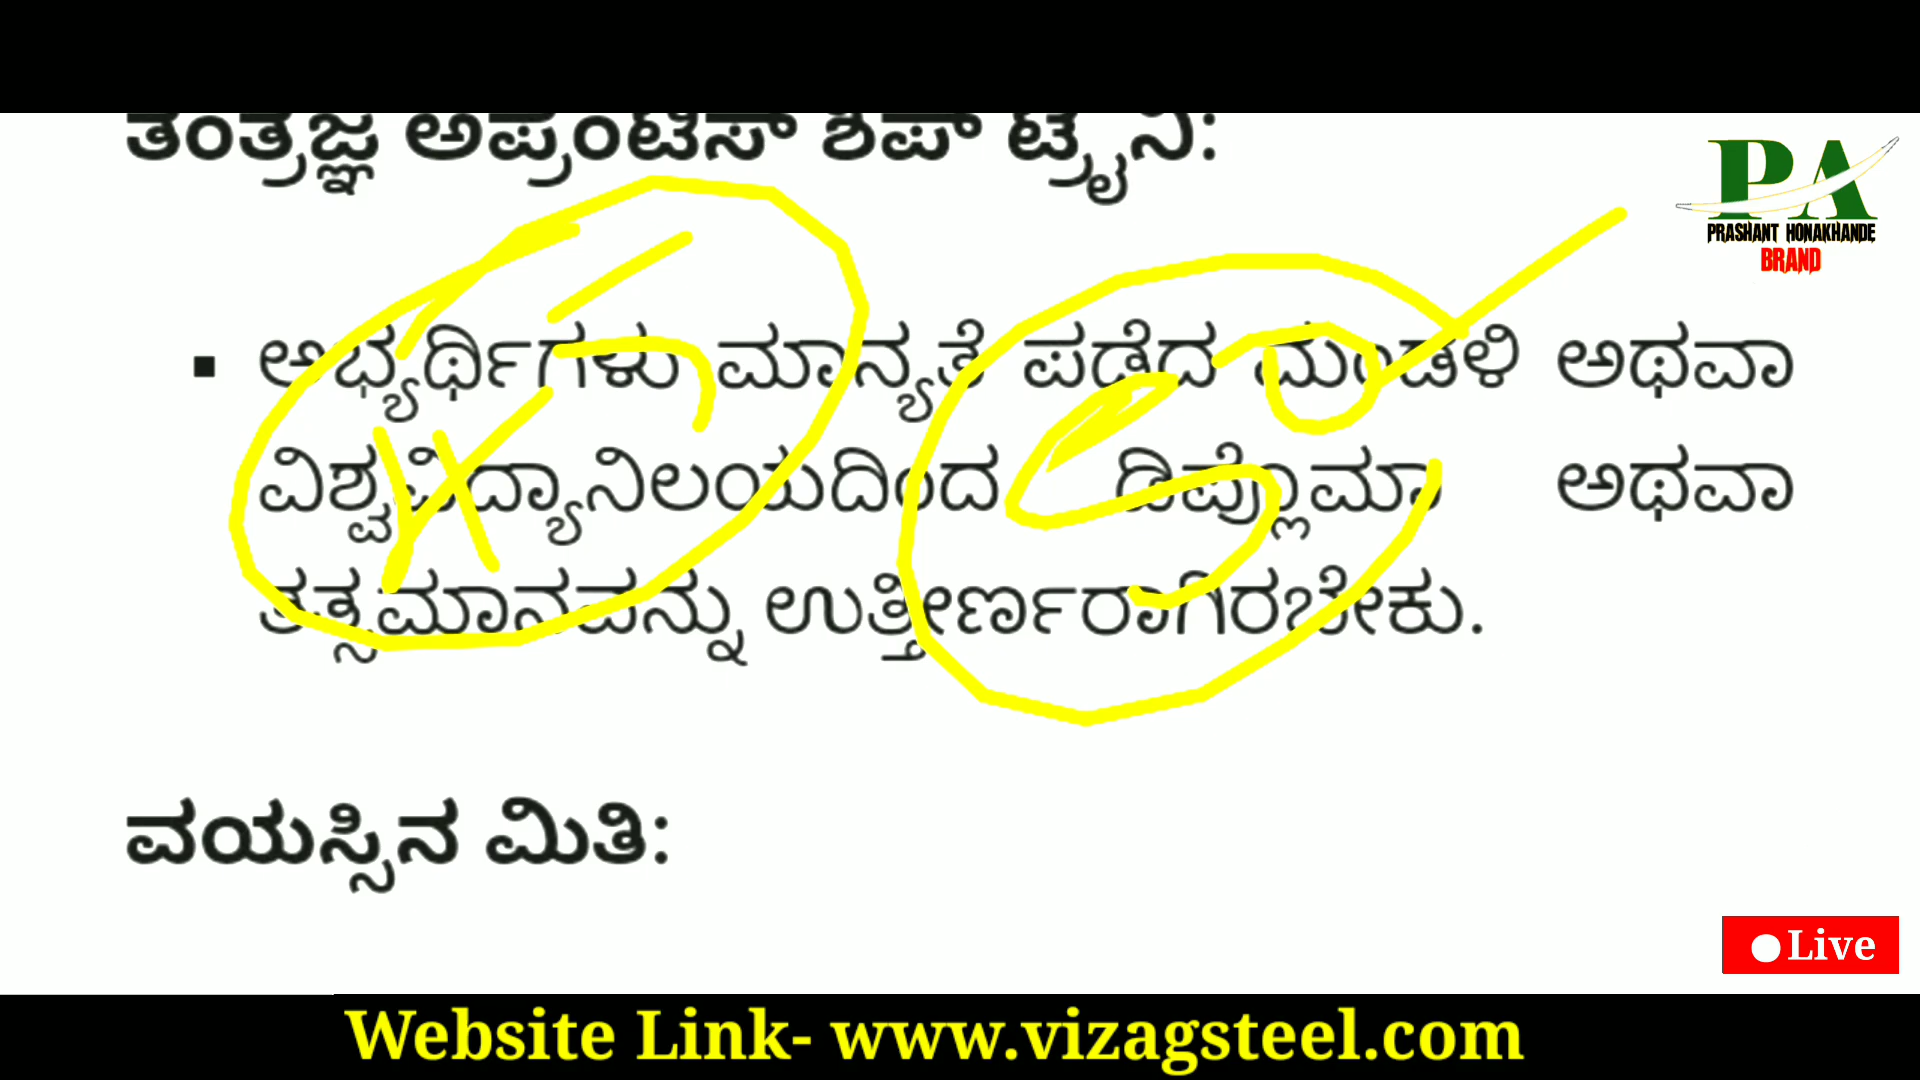 ತಂತ್ರಜ್ಞ ಅಪ್ರಂಟಿಸ್ ಶಿಪ್ ಟ್ರೈನಿ:
PA
PRASHANT HONAKHANDE
BRAND
▪ ಅಭ್ಯರ್ಥಿಗಳು ಮಾನ್ಯತೆ ಪಡೆದ ಮಂಡಳಿ ಅಥವಾ
ವಿಶ್ವವಿದ್ಯಾನಿಲಯದಿಂದ ಡಿಪ್ಲೊಮಾ ಅಥವಾ
ತತ್ಸಮಾನವನ್ನು ಉತ್ತೀರ್ಣರಾಗಿರಬೇಕು.
ವಯಸ್ಸಿನ ಮಿತಿ:
Live
Website Link- www.vizagsteel.com